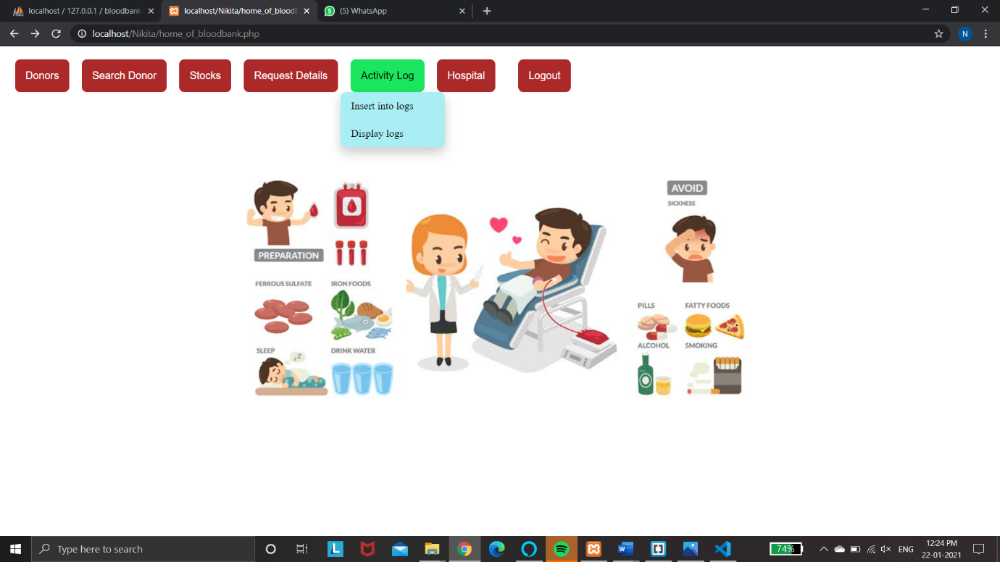 localhost / 127.0.0.1 / bloodbank
localhost/Nikita/home_of_bloodb
(5) WhatsApp
localhost/Nikita/home_of_bloodbank.php
N
Donors Search Donor Stocks Request Details Activity Log Hospital Logout
Insert into logs
Display logs
PREPARATION
FERROUS SULFATE
IRON FOODS
SLEEP
zZ
DRINK WATER
AVOID
SICKNESS
PILLS
FATTY FOODS
ALCOHOL
SMOKING
Type here to search
L
74%
ENG
12:24 PM
22-01-2021